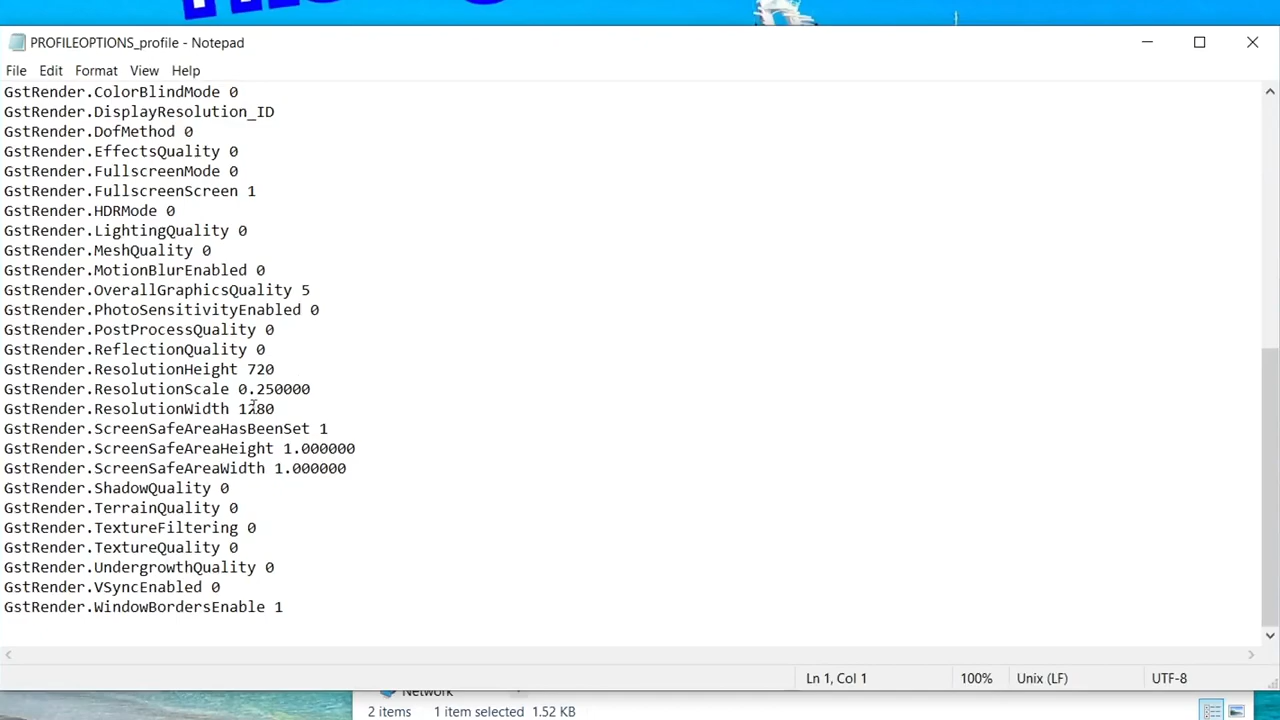 PROFILEOPTIONS_profile - Notepad
File Edit Format View Help
GstRender.ColorBlindMode 0
GstRender.DisplayResolution_ID
GstRender.DofMethod 0
GstRender.EffectsQuality 0
GstRender.FullscreenMode 0
GstRender.FullscreenScreen 1
GstRender.HDRMode 0
GstRender.LightingQuality 0
GstRender.MeshQuality 0
GstRender.MotionBlurEnabled 0
GstRender.OverallGraphicsQuality 5
GstRender.PhotoSensitivityEnabled 0
GstRender.PostProcessQuality 0
GstRender.ReflectionQuality 0
GstRender.ResolutionHeight 720
GstRender.ResolutionScale 0.250000
GstRender.ResolutionWidth 1280
GstRender.ScreenSafeAreaHasBeenSet 1
GstRender.ScreenSafeAreaHeight 1.000000
GstRender.ScreenSafeAreaWidth 1.000000
GstRender.ShadowQuality 0
GstRender.TerrainQuality 0
GstRender.TextureFiltering 0
GstRender.TextureQuality 0
GstRender.UndergrowthQuality 0
GstRender.VSyncEnabled 0
GstRender.WindowBordersEnable 1
Ln 1, Col 1 100% Unix (LF) UTF-8
Network
2 items 1 item selected 1.52 KB